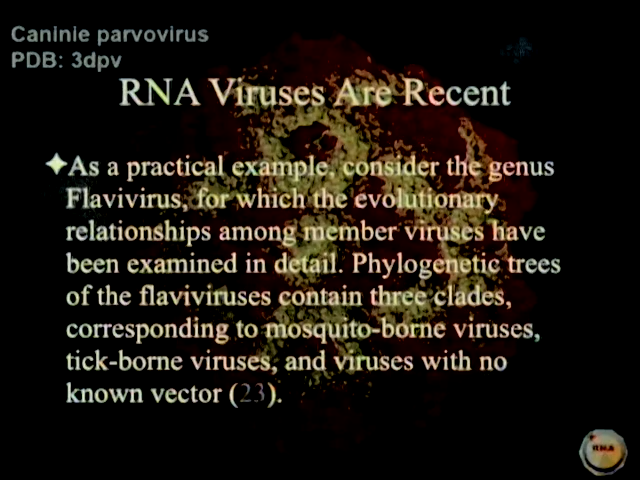 Caninie parvovirus
PDB: 3dpv
RNA Viruses Are Recent
As a practical example, consider the genus
Flavivirus, for which the evolutionary
relationships among member viruses have
been examined in detail. Phylogenetic trees
of the flaviviruses contain three clades,
corresponding to mosquito-borne viruses,
tick-borne viruses, and viruses with no
known vector (23).
RNA